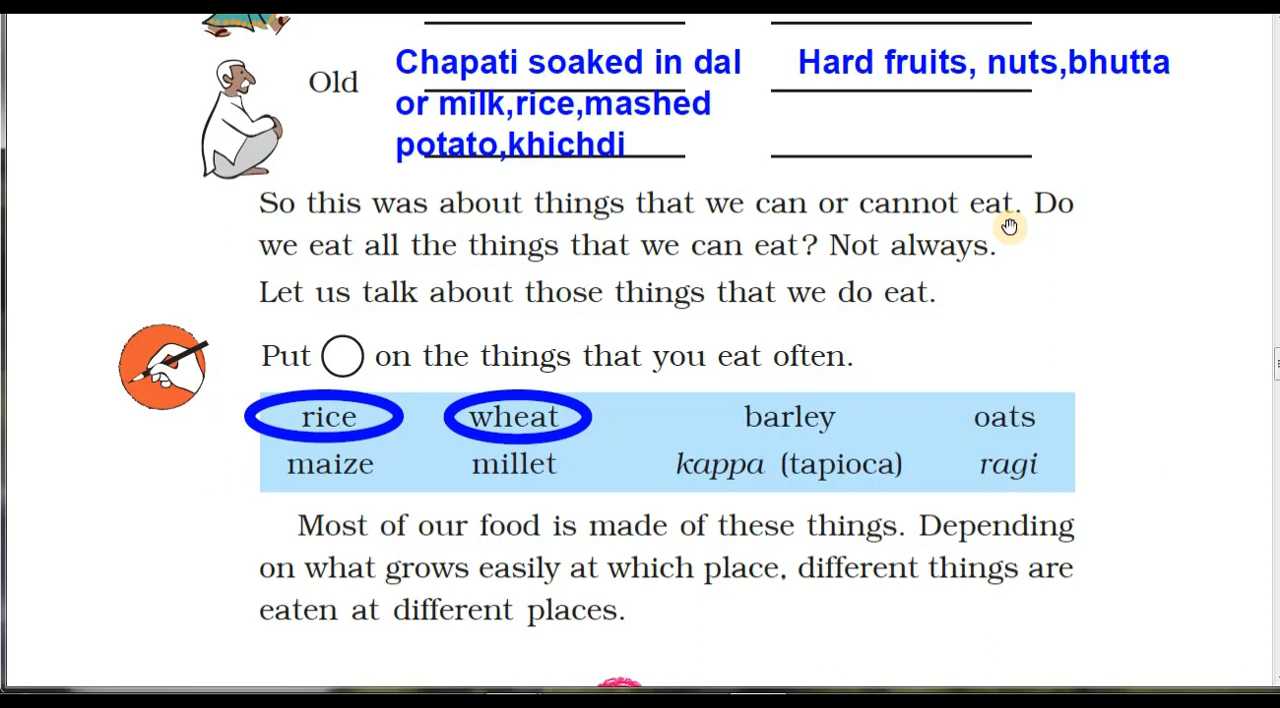 Old
Chapati soaked in dal
or milk,rice,mashed
potato,khichdi
Hard fruits, nuts,bhutta
So this was about things that we can or cannot eat. Do
we eat all the things that we can eat? Not always.
Let us talk about those things that we do eat.
Put on the things that you eat often.
rice wheat barley oats
maize millet kappa (tapioca) ragi
Most of our food is made of these things. Depending
on what grows easily at which place, different things are
eaten at different places.